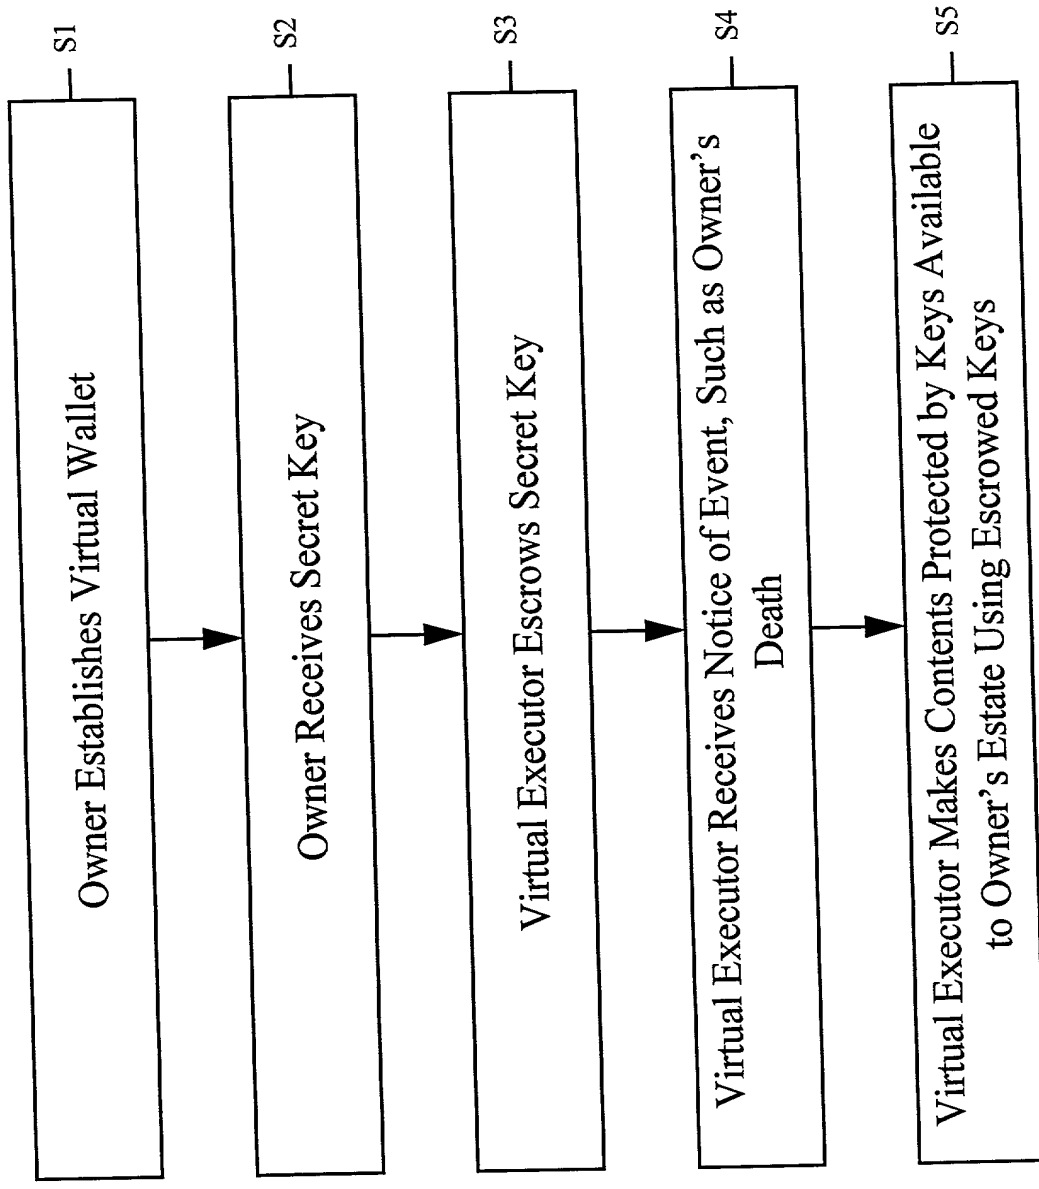 Owner Establishes Virtual Wallet
S1
Owner Receives Secret Key
S2
Virtual Executor Escrows Secret Key
S3
Virtual Executor Receives Notice of Event, Such as Owner's
Death
S4
Virtual Executor Makes Contents Protected by Keys Available
to Owner's Estate Using Escrowed Keys
S5